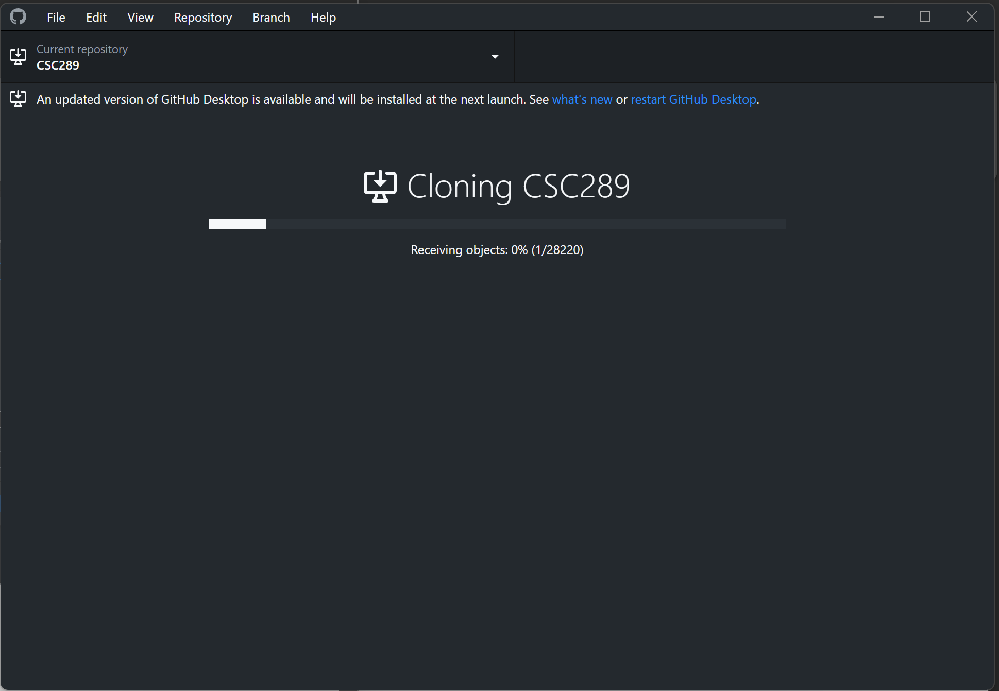 File Edit View Repository Branch Help
Current repository
CSC289
An updated version of GitHub Desktop is available and will be installed at the next launch. See what's new or restart GitHub Desktop.
Cloning CSC289
Receiving objects: 0% (1/28220)